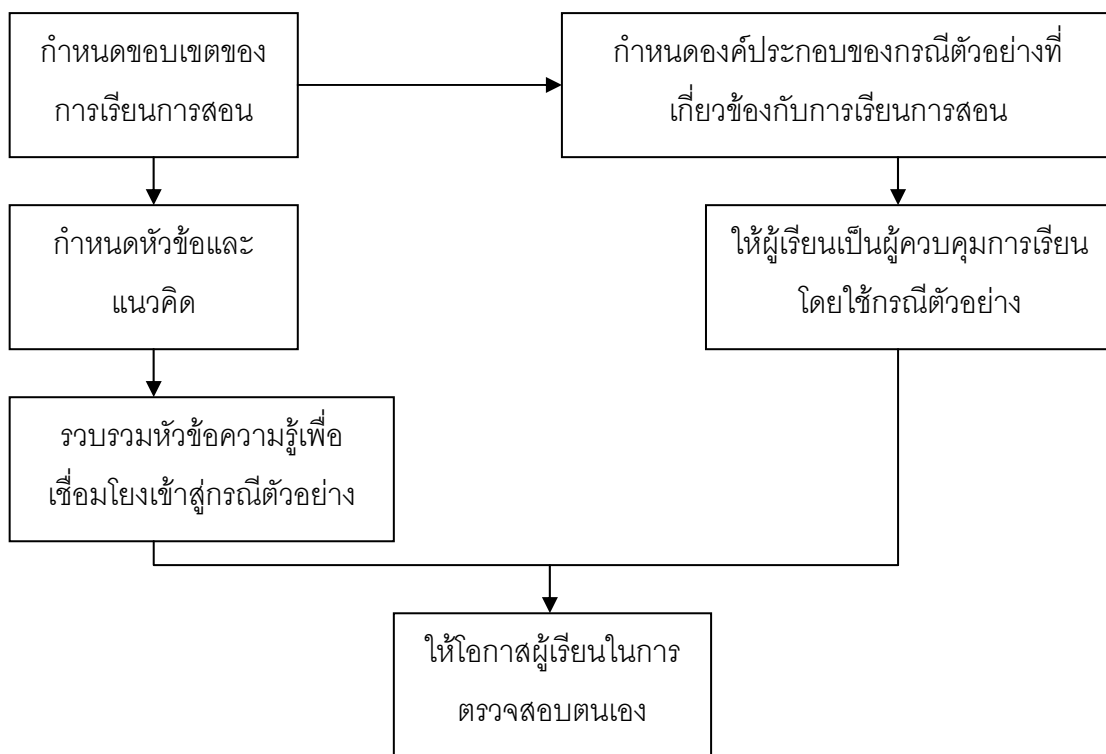 กำหนดขอบเขตของ
การเรียนการสอน
กำหนดองค์ประกอบของกรณีตัวอย่างที่
เกี่ยวข้องกับการเรียนการสอน
กำหนดหัวข้อและ
แนวคิด
ให้ผู้เรียนเป็นผู้ควบคุมการเรียน
โดยใช้กรณีตัวอย่าง
รวบรวมหัวข้อความรู้เพื่อ
เชื่อมโยงเข้าสู่กรณีตัวอย่าง
ให้โอกาสผู้เรียนในการ
ตรวจสอบตนเอง